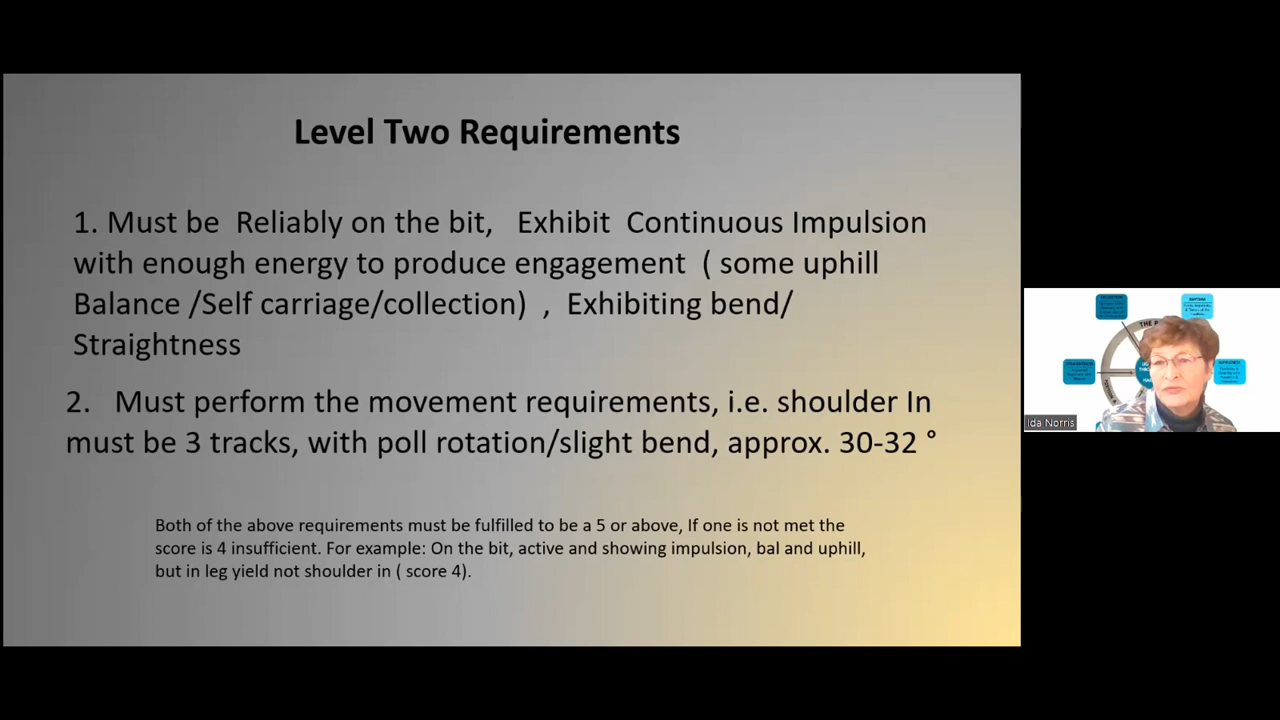 Level Two Requirements
1. Must be Reliably on the bit, Exhibit Continuous Impulsion
with enough energy to produce engagement ( some uphill
Balance /Self carriage/collection) , Exhibiting bend/
Straightness
2. Must perform the movement requirements, i.e. shoulder In
must be 3 tracks, with poll rotation/slight bend, approx. 30-32 °
Both of the above requirements must be fulfilled to be a 5 or above, If one is not met the
score is 4 insufficient. For example: On the bit, active and showing impulsion, bal and uphill,
but in leg yield not shoulder in ( score 4).
THE P
Ida Norris